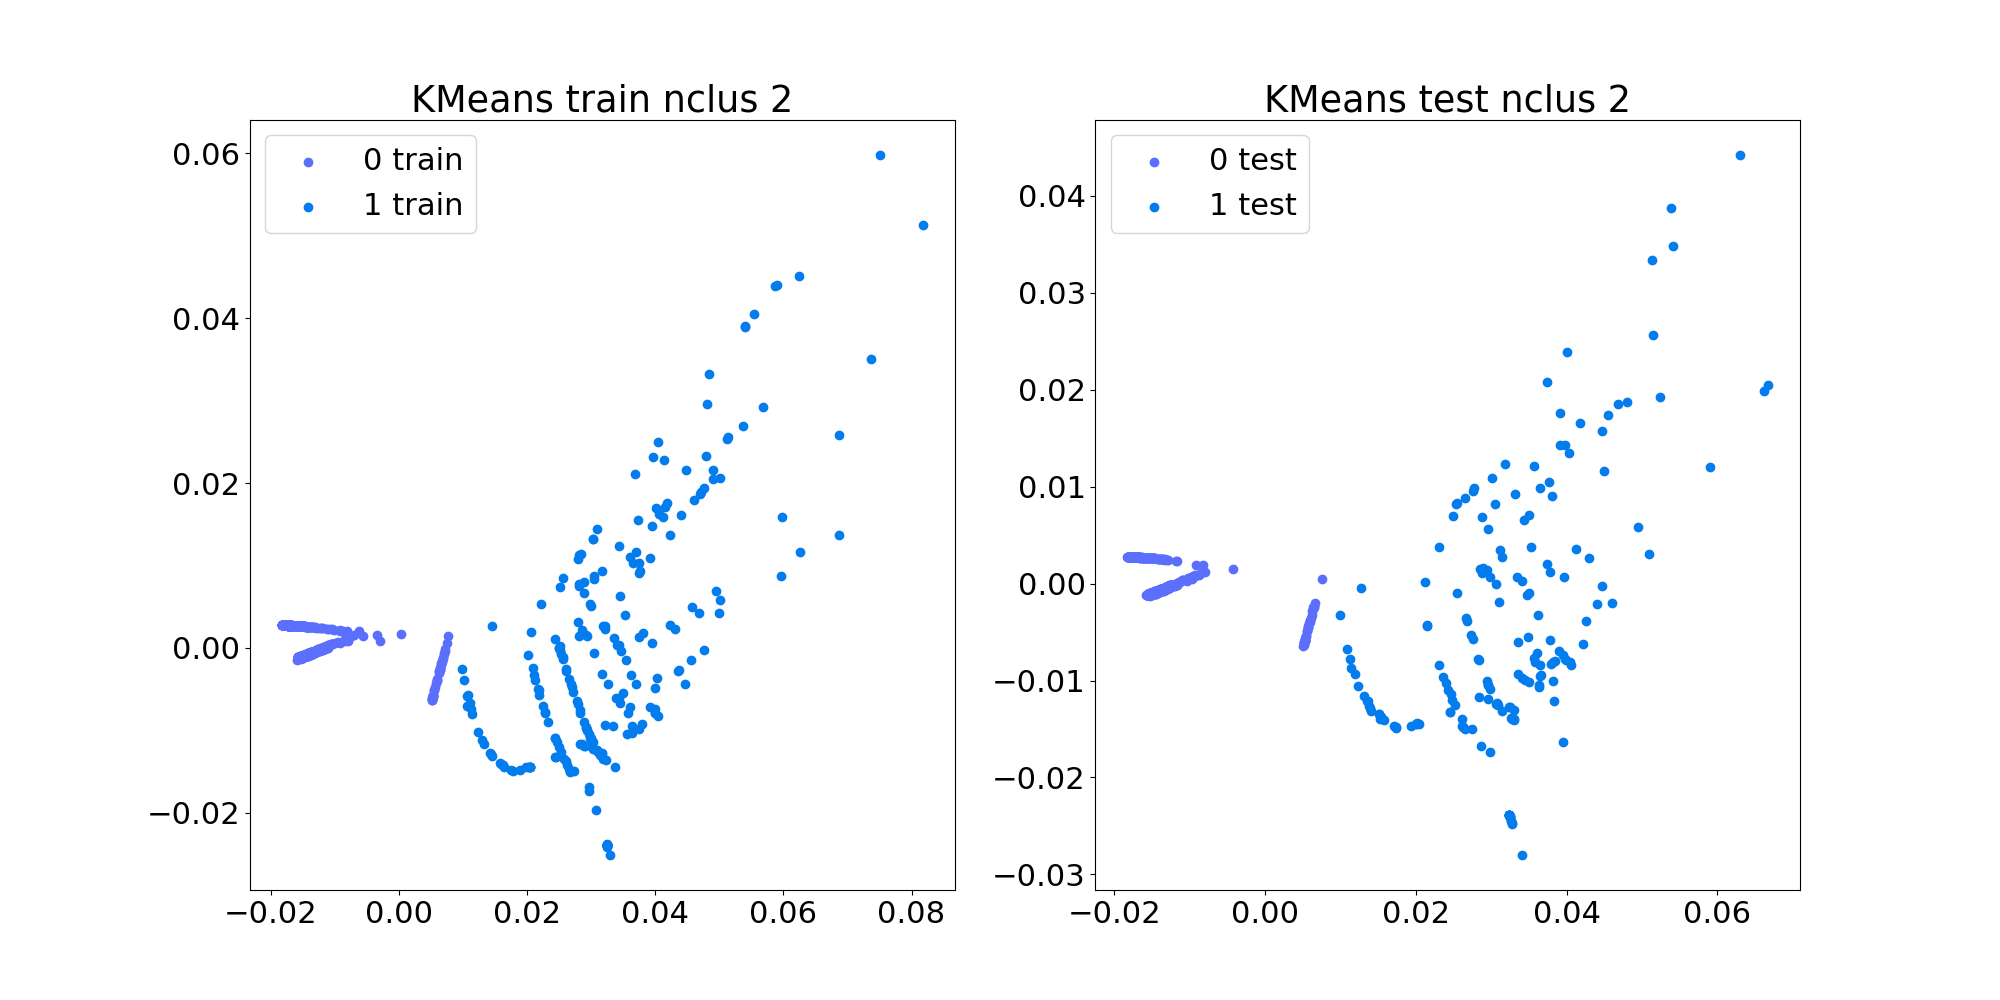 KMeans train nclus 2
0 train
1 train
0.06
0.04
0.02
0.00
−0.02
−0.02 0.00 0.02 0.04 0.06 0.08
KMeans test nclus 2
0 test
1 test
0.04
0.03
0.02
0.01
0.00
−0.01
−0.02
−0.03
−0.02 0.00 0.02 0.04 0.06